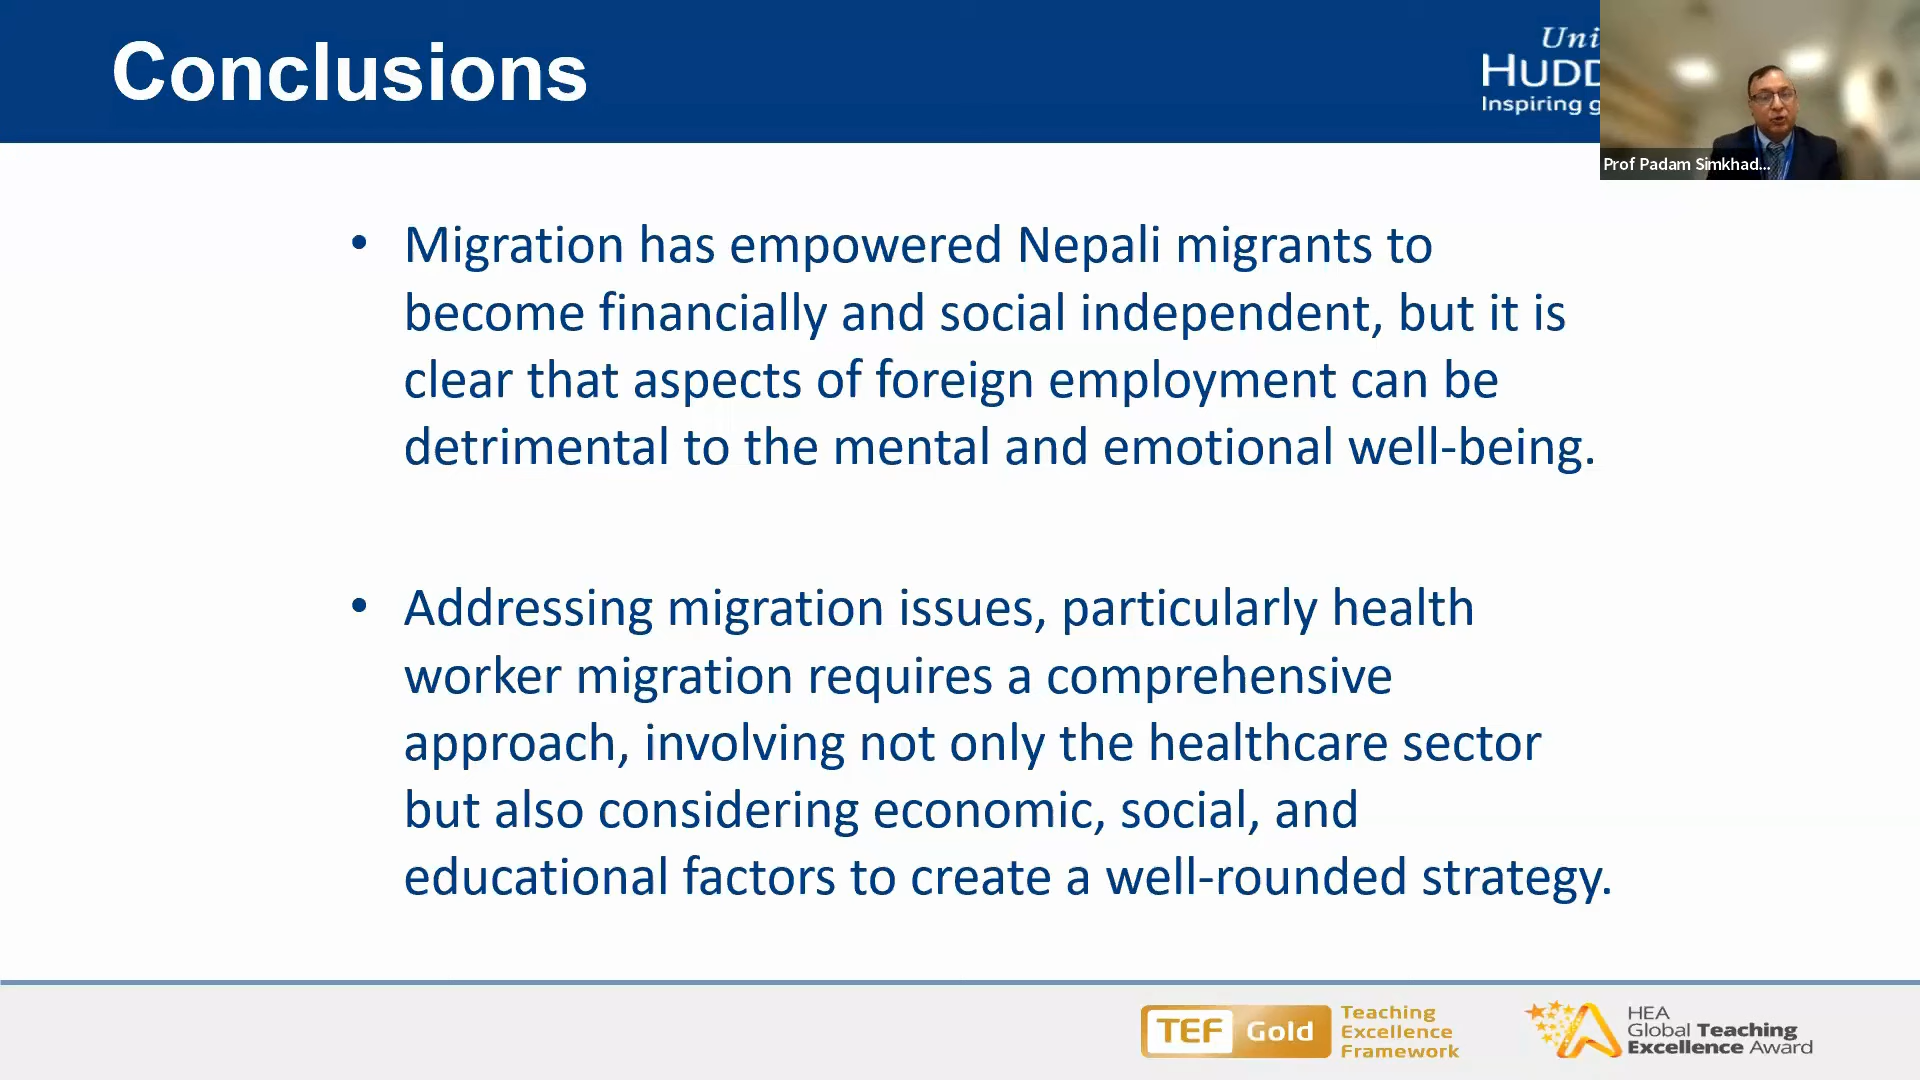 Conclusions
Uni
HUDD
Inspiring g
Prof Padam Simkhad...
• Migration has empowered Nepali migrants to
become financially and social independent, but it is
clear that aspects of foreign employment can be
detrimental to the mental and emotional well-being.
• Addressing migration issues, particularly health
worker migration requires a comprehensive
approach, involving not only the healthcare sector
but also considering economic, social, and
educational factors to create a well-rounded strategy.
TEF Gold
Teaching
Excellence
Framework
HEA
Global Teaching
Excellence Award